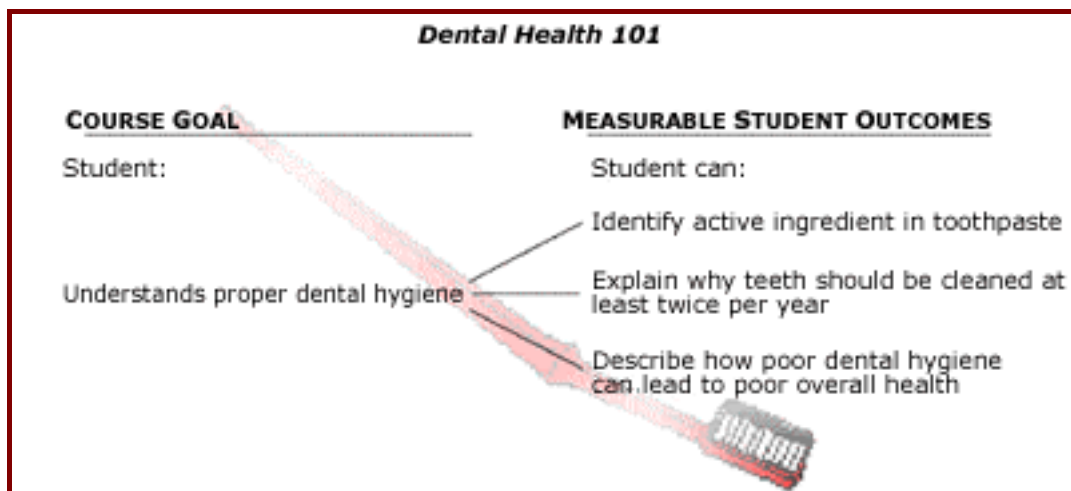 Dental Health 101
COURSE GOAL
Student:
Understands proper dental hygiene
MEASURABLE STUDENT OUTCOMES
Student can:
Identify active ingredient in toothpaste
Explain why teeth should be cleaned at
least twice per year
Describe how poor dental hygiene
can lead to poor overall health